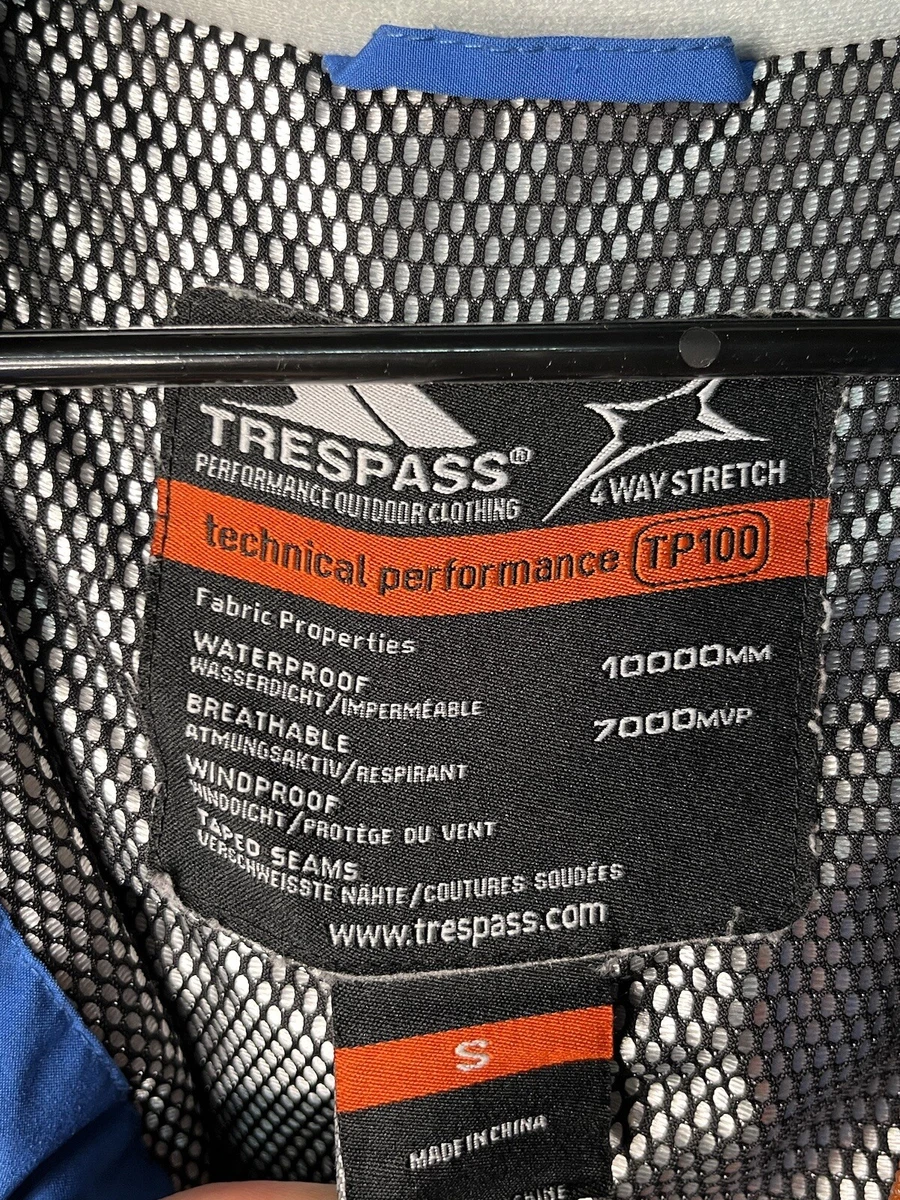 TRESPASS®
PERFORMANCE OUTDOOR CLOTHING
4 WAY STRETCH
technical performance TP100
Fabric Properties
WATERPROOF 10000MM
WASSERDICHT/IMPERMÉABLE
BREATHABLE 7000MVP
ATMUNGSAKTIV/RESPIRANT
WINDPROOF
WINDDICHT/PROTÈGE DU VENT
TAPED SEAMS
VERSCHWEISSTE NÄHTE/COUTURES SOUDÉES
www.trespass.com
S
MADE IN CHINA